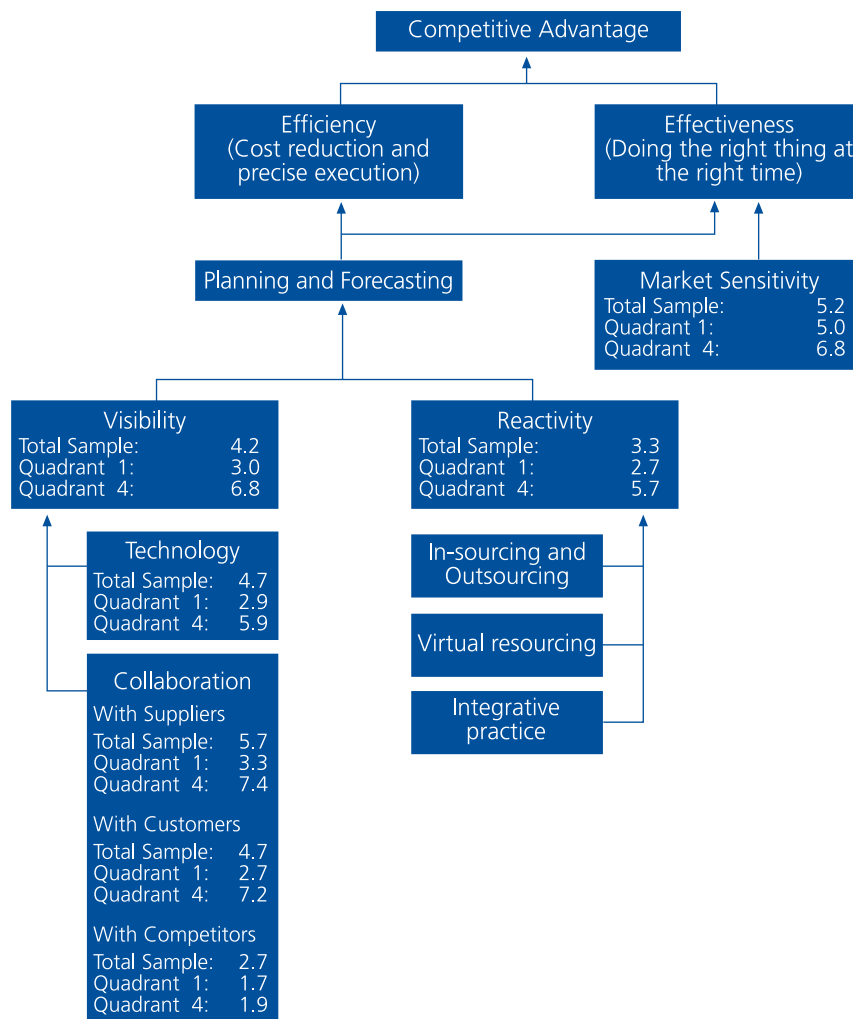 Competitive Advantage
Efficiency
(Cost reduction and
precise execution)
Effectiveness
(Doing the right thing at
the right time)
Planning and Forecasting
Market Sensitivity
Total Sample: 5.2
Quadrant 1: 5.0
Quadrant 4: 6.8
Visibility
Total Sample: 4.2
Quadrant 1: 3.0
Quadrant 4: 6.8
Reactivity
Total Sample: 3.3
Quadrant 1: 2.7
Quadrant 4: 5.7
Technology
Total Sample: 4.7
Quadrant 1: 2.9
Quadrant 4: 5.9
In-sourcing and
Outsourcing
Virtual resourcing
Integrative
practice
Collaboration
With Suppliers
Total Sample: 5.7
Quadrant 1: 3.3
Quadrant 4: 7.4
With Customers
Total Sample: 4.7
Quadrant 1: 2.7
Quadrant 4: 7.2
With Competitors
Total Sample: 2.7
Quadrant 1: 1.7
Quadrant 4: 1.9